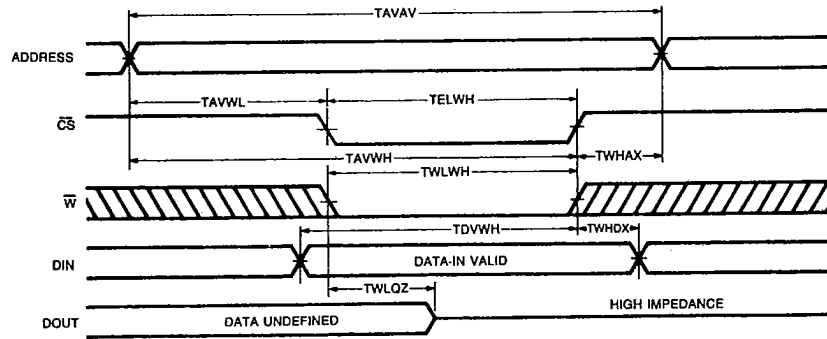 TAVAV
ADDRESS
TAVWL
TELWH
CS
TAVWH
TWHAX
TWLWH
W
TDVWH
TWHDX
DIN
DATA-IN VALID
TWLQZ
HIGH IMPEDANCE
DOUT
DATA UNDEFINED